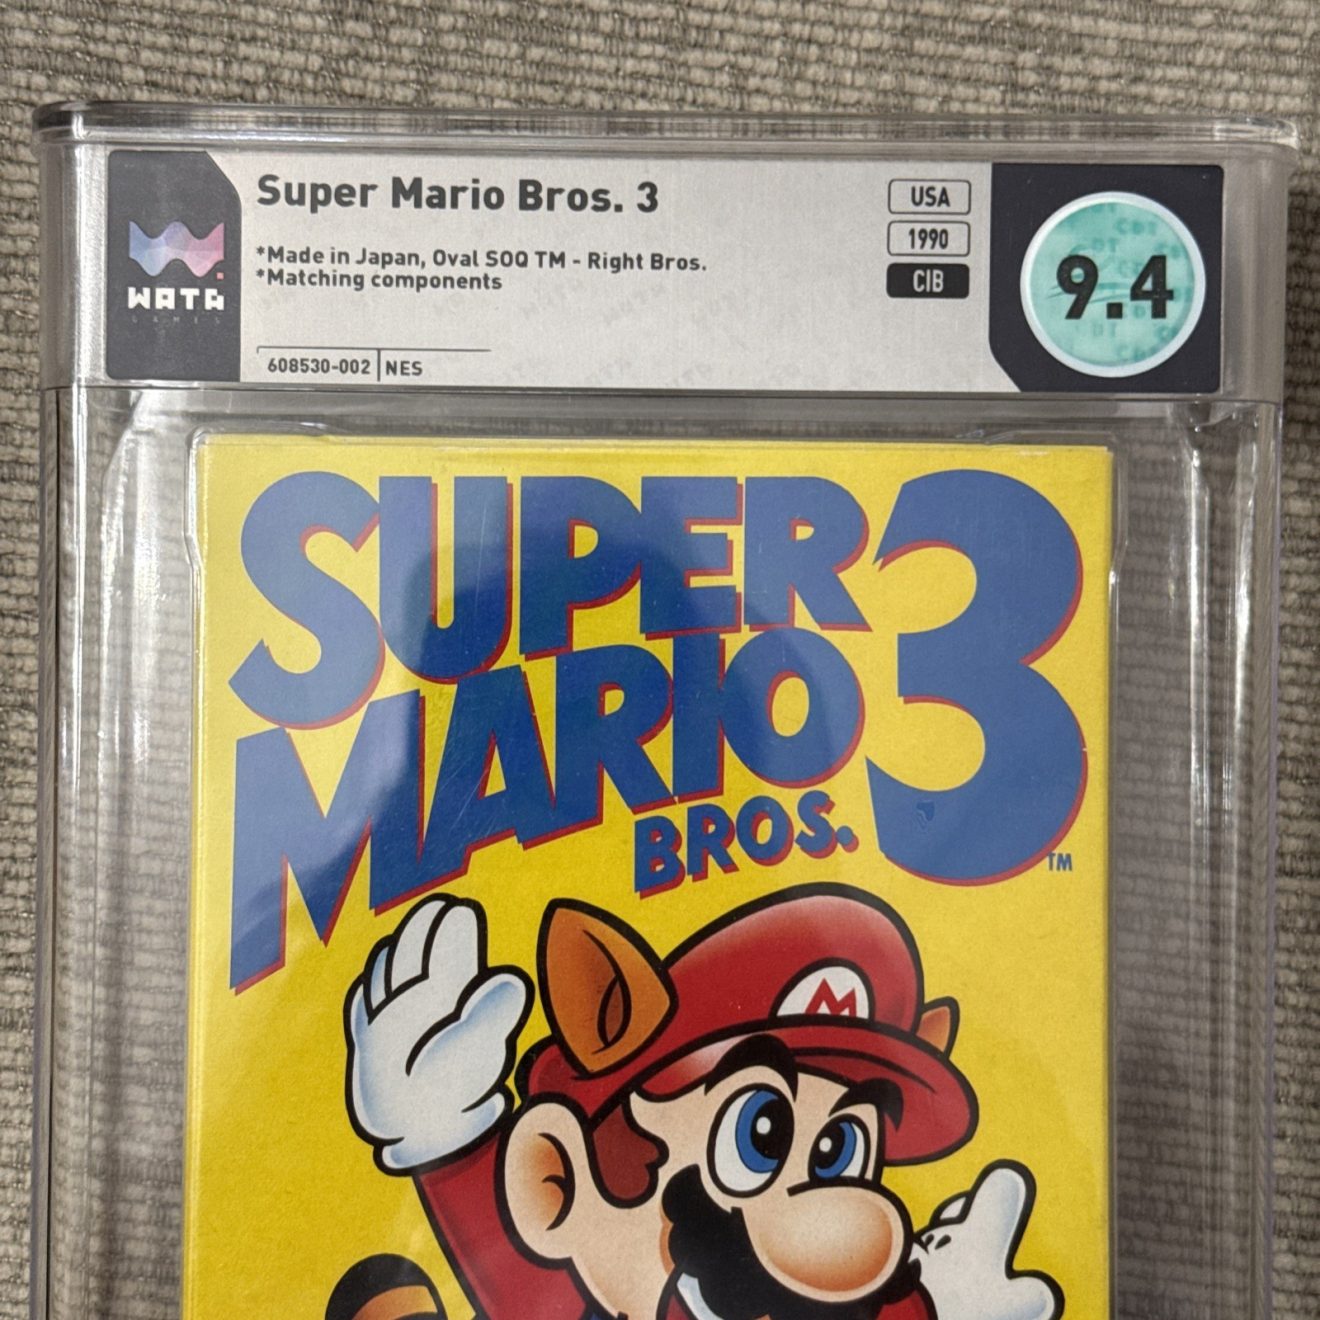 Super Mario Bros. 3
USA
*Made in Japan, Oval SOQ TM - Right Bros.
1990
*Matching components
CIB
9.4
WATA
GAMES
608530-002 NES
SUPER
MARIO
BROS.
3
TM
M